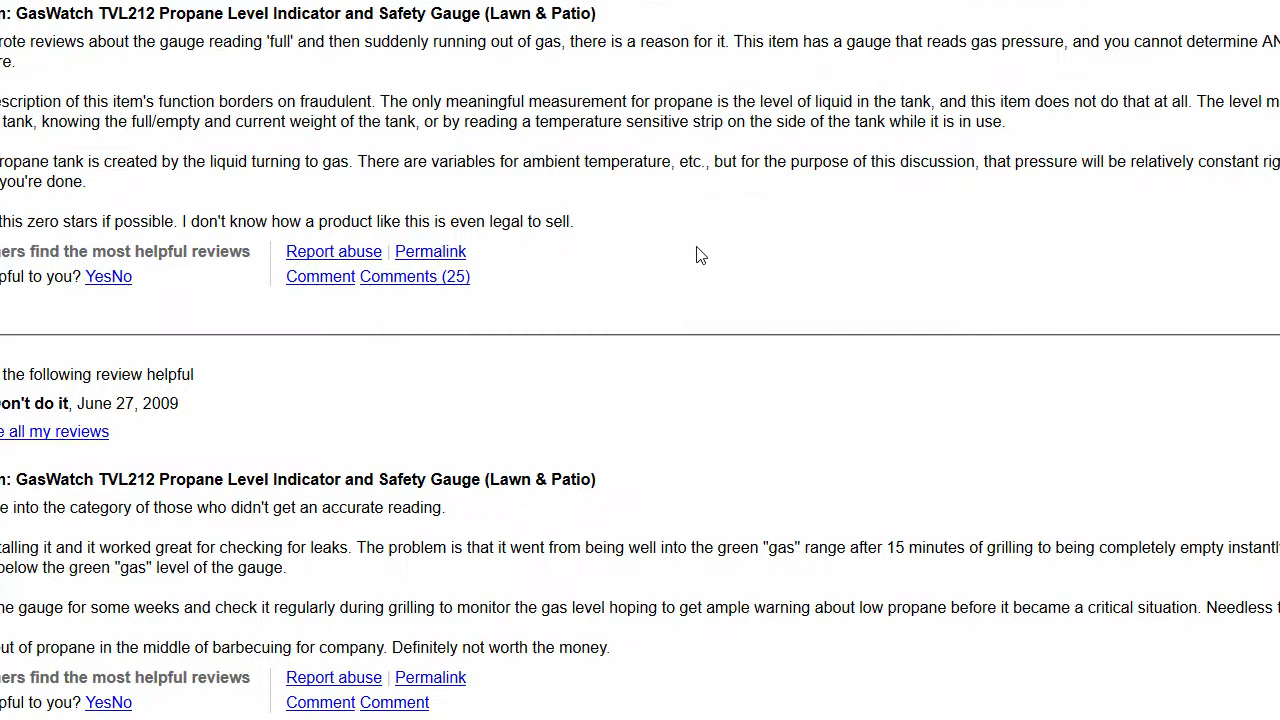 n: GasWatch TVL212 Propane Level Indicator and Safety Gauge (Lawn & Patio)
rote reviews about the gauge reading 'full' and then suddenly running out of gas, there is a reason for it. This item has a gauge that reads gas pressure, and you cannot determine AN
re.
escription of this item's function borders on fraudulent. The only meaningful measurement for propane is the level of liquid in the tank, and this item does not do that at all. The level m
tank, knowing the full/empty and current weight of the tank, or by reading a temperature sensitive strip on the side of the tank while it is in use.
ropane tank is created by the liquid turning to gas. There are variables for ambient temperature, etc., but for the purpose of this discussion, that pressure will be relatively constant rig
you're done.
this zero stars if possible. I don't know how a product like this is even legal to sell.
ers find the most helpful reviews Report abuse | Permalink
pful to you? YesNo Comment Comments (25)
the following review helpful
on't do it, June 27, 2009
e all my reviews
n: GasWatch TVL212 Propane Level Indicator and Safety Gauge (Lawn & Patio)
e into the category of those who didn't get an accurate reading.
talling it and it worked great for checking for leaks. The problem is that it went from being well into the green "gas" range after 15 minutes of grilling to being completely empty instantl
below the green "gas" level of the gauge.
he gauge for some weeks and check it regularly during grilling to monitor the gas level hoping to get ample warning about low propane before it became a critical situation. Needless t
ut of propane in the middle of barbecuing for company. Definitely not worth the money.
ers find the most helpful reviews Report abuse | Permalink
pful to you? YesNo Comment Comment